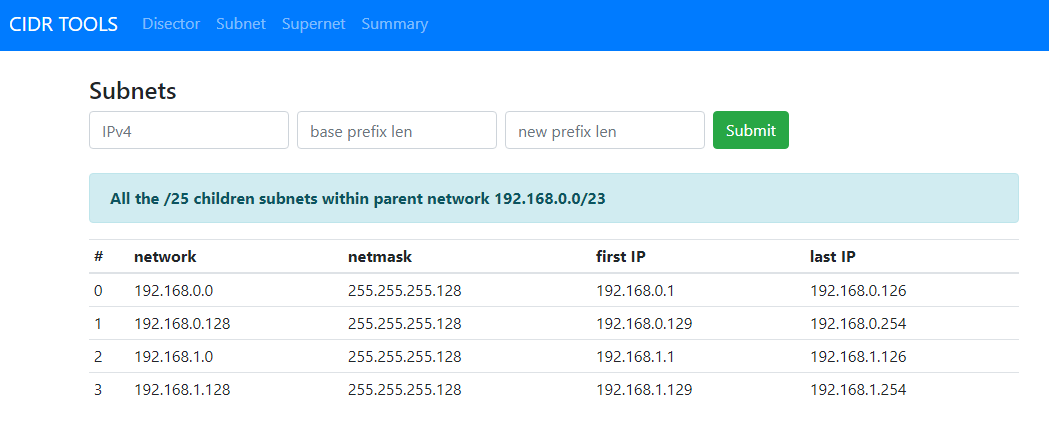 CIDR TOOLS Disector Subnet Supernet Summary
Subnets
IPv4 base prefix len new prefix len Submit
All the /25 children subnets within parent network 192.168.0.0/23
# network netmask first IP last IP
0 192.168.0.0 255.255.255.128 192.168.0.1 192.168.0.126
1 192.168.0.128 255.255.255.128 192.168.0.129 192.168.0.254
2 192.168.1.0 255.255.255.128 192.168.1.1 192.168.1.126
3 192.168.1.128 255.255.255.128 192.168.1.129 192.168.1.254